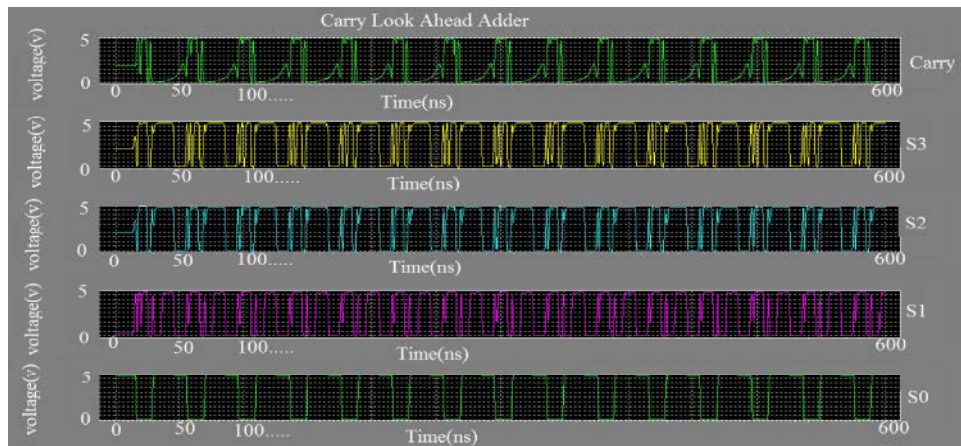 Carry Look Ahead Adder
voltage(v)
5
0
Carry
0 50 100..... 600
Time(ns)
voltage(v)
5
0
S3
0 50 100..... 600
Time(ns)
voltage(v)
5
0
S2
0 50 100..... 600
Time(ns)
voltage(v)
5
0
S1
0 50 100..... 600
Time(ns)
voltage(v)
5
0
S0
0 50 100..... 600
Time(ns)